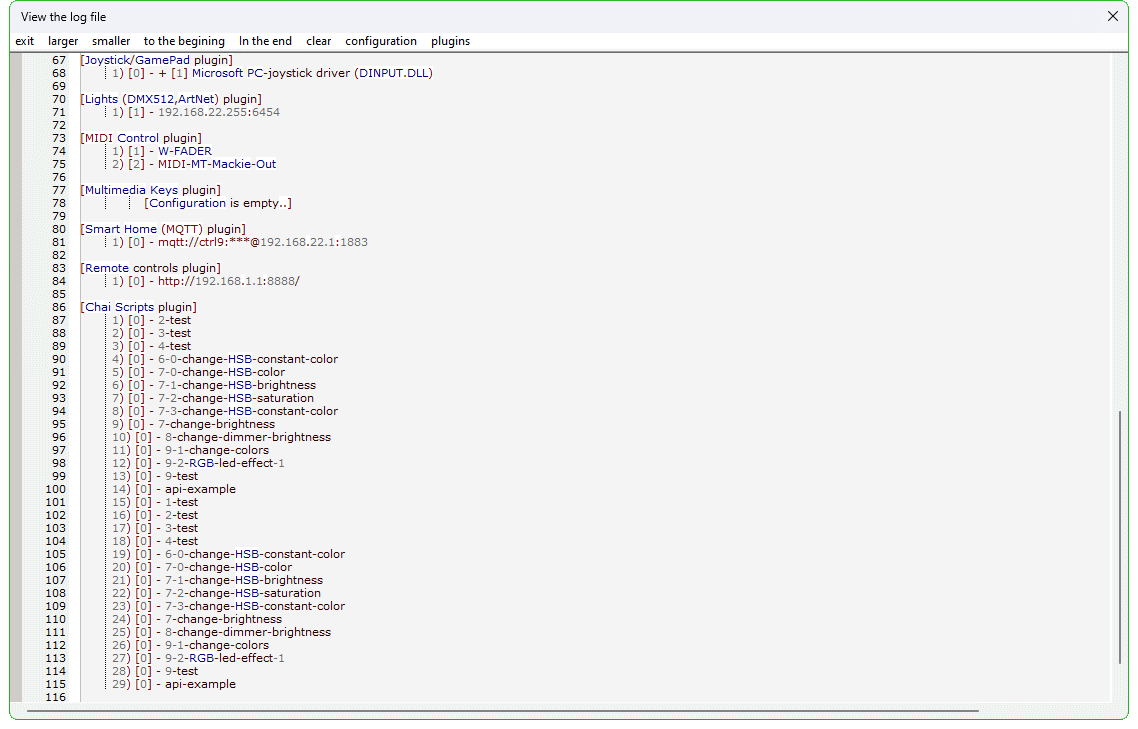 View the log file
exit larger smaller to the begining In the end clear configuration plugins
67 [Joystick/GamePad plugin]
68 1) [0] - + [1] Microsoft PC-joystick driver (DINPUT.DLL)
69
70 [Lights (DMX512,ArtNet) plugin]
71 1) [1] - 192.168.22.255:6454
72
73 [MIDI Control plugin]
74 1) [1] - W-FADER
75 2) [2] - MIDI-MT-Mackie-Out
76
77 [Multimedia Keys plugin]
78 [Configuration is empty..]
79
80 [Smart Home (MQTT) plugin]
81 1) [0] - mqtt://ctrl9:***@192.168.22.1:1883
82
83 [Remote controls plugin]
84 1) [0] - http://192.168.1.1:8888/
85
86 [Chai Scripts plugin]
87 1) [0] - 2-test
88 2) [0] - 3-test
89 3) [0] - 4-test
90 4) [0] - 6-0-change-HSB-constant-color
91 5) [0] - 7-0-change-HSB-color
92 6) [0] - 7-1-change-HSB-brightness
93 7) [0] - 7-2-change-HSB-saturation
94 8) [0] - 7-3-change-HSB-constant-color
95 9) [0] - 7-change-brightness
96 10) [0] - 8-change-dimmer-brightness
97 11) [0] - 9-1-change-colors
98 12) [0] - 9-2-RGB-led-effect-1
99 13) [0] - 9-test
100 14) [0] - api-example
101 15) [0] - 1-test
102 16) [0] - 2-test
103 17) [0] - 3-test
104 18) [0] - 4-test
105 19) [0] - 6-0-change-HSB-constant-color
106 20) [0] - 7-0-change-HSB-color
107 21) [0] - 7-1-change-HSB-brightness
108 22) [0] - 7-2-change-HSB-saturation
109 23) [0] - 7-3-change-HSB-constant-color
110 24) [0] - 7-change-brightness
111 25) [0] - 8-change-dimmer-brightness
112 26) [0] - 9-1-change-colors
113 27) [0] - 9-2-RGB-led-effect-1
114 28) [0] - 9-test
115 29) [0] - api-example
116